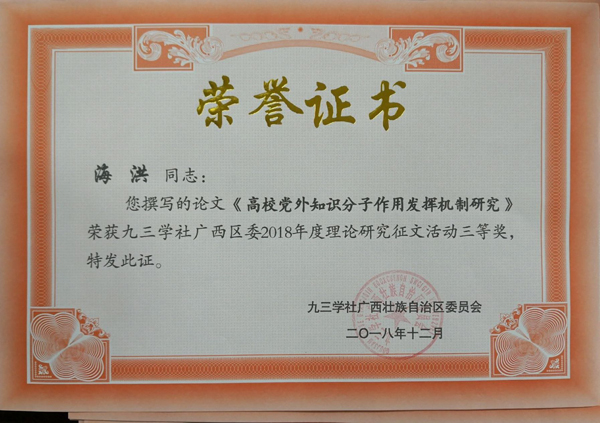 荣誉证书
海洪 同志：
您撰写的论文《高校党外知识分子作用发挥机制研究》
荣获九三学社广西区委2018年度理论研究征文活动三等奖，
特发此证。
九三学社广西壮族自治区委员会
二〇一八年十二月